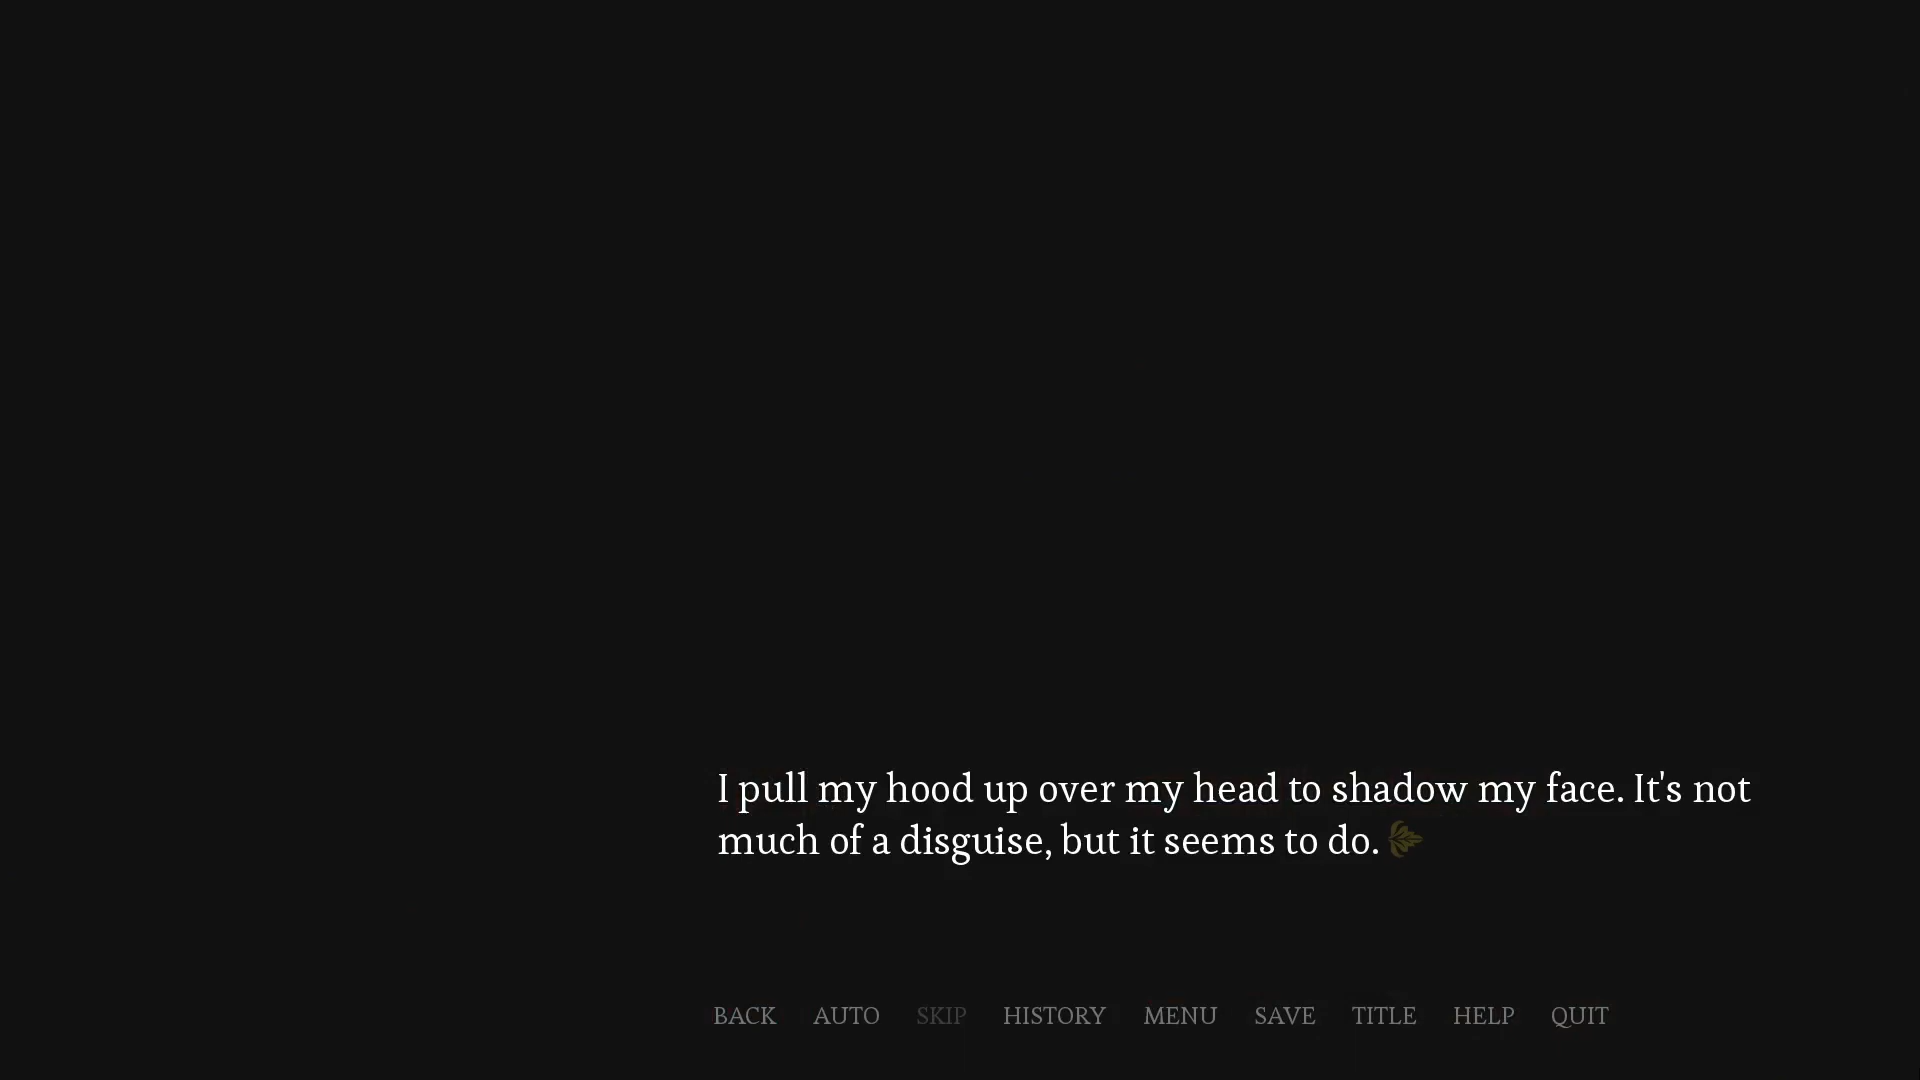 I pull my hood up over my head to shadow my face. It's not
much of a disguise, but it seems to do.
BACK AUTO SKIP HISTORY MENU SAVE TITLE HELP QUIT